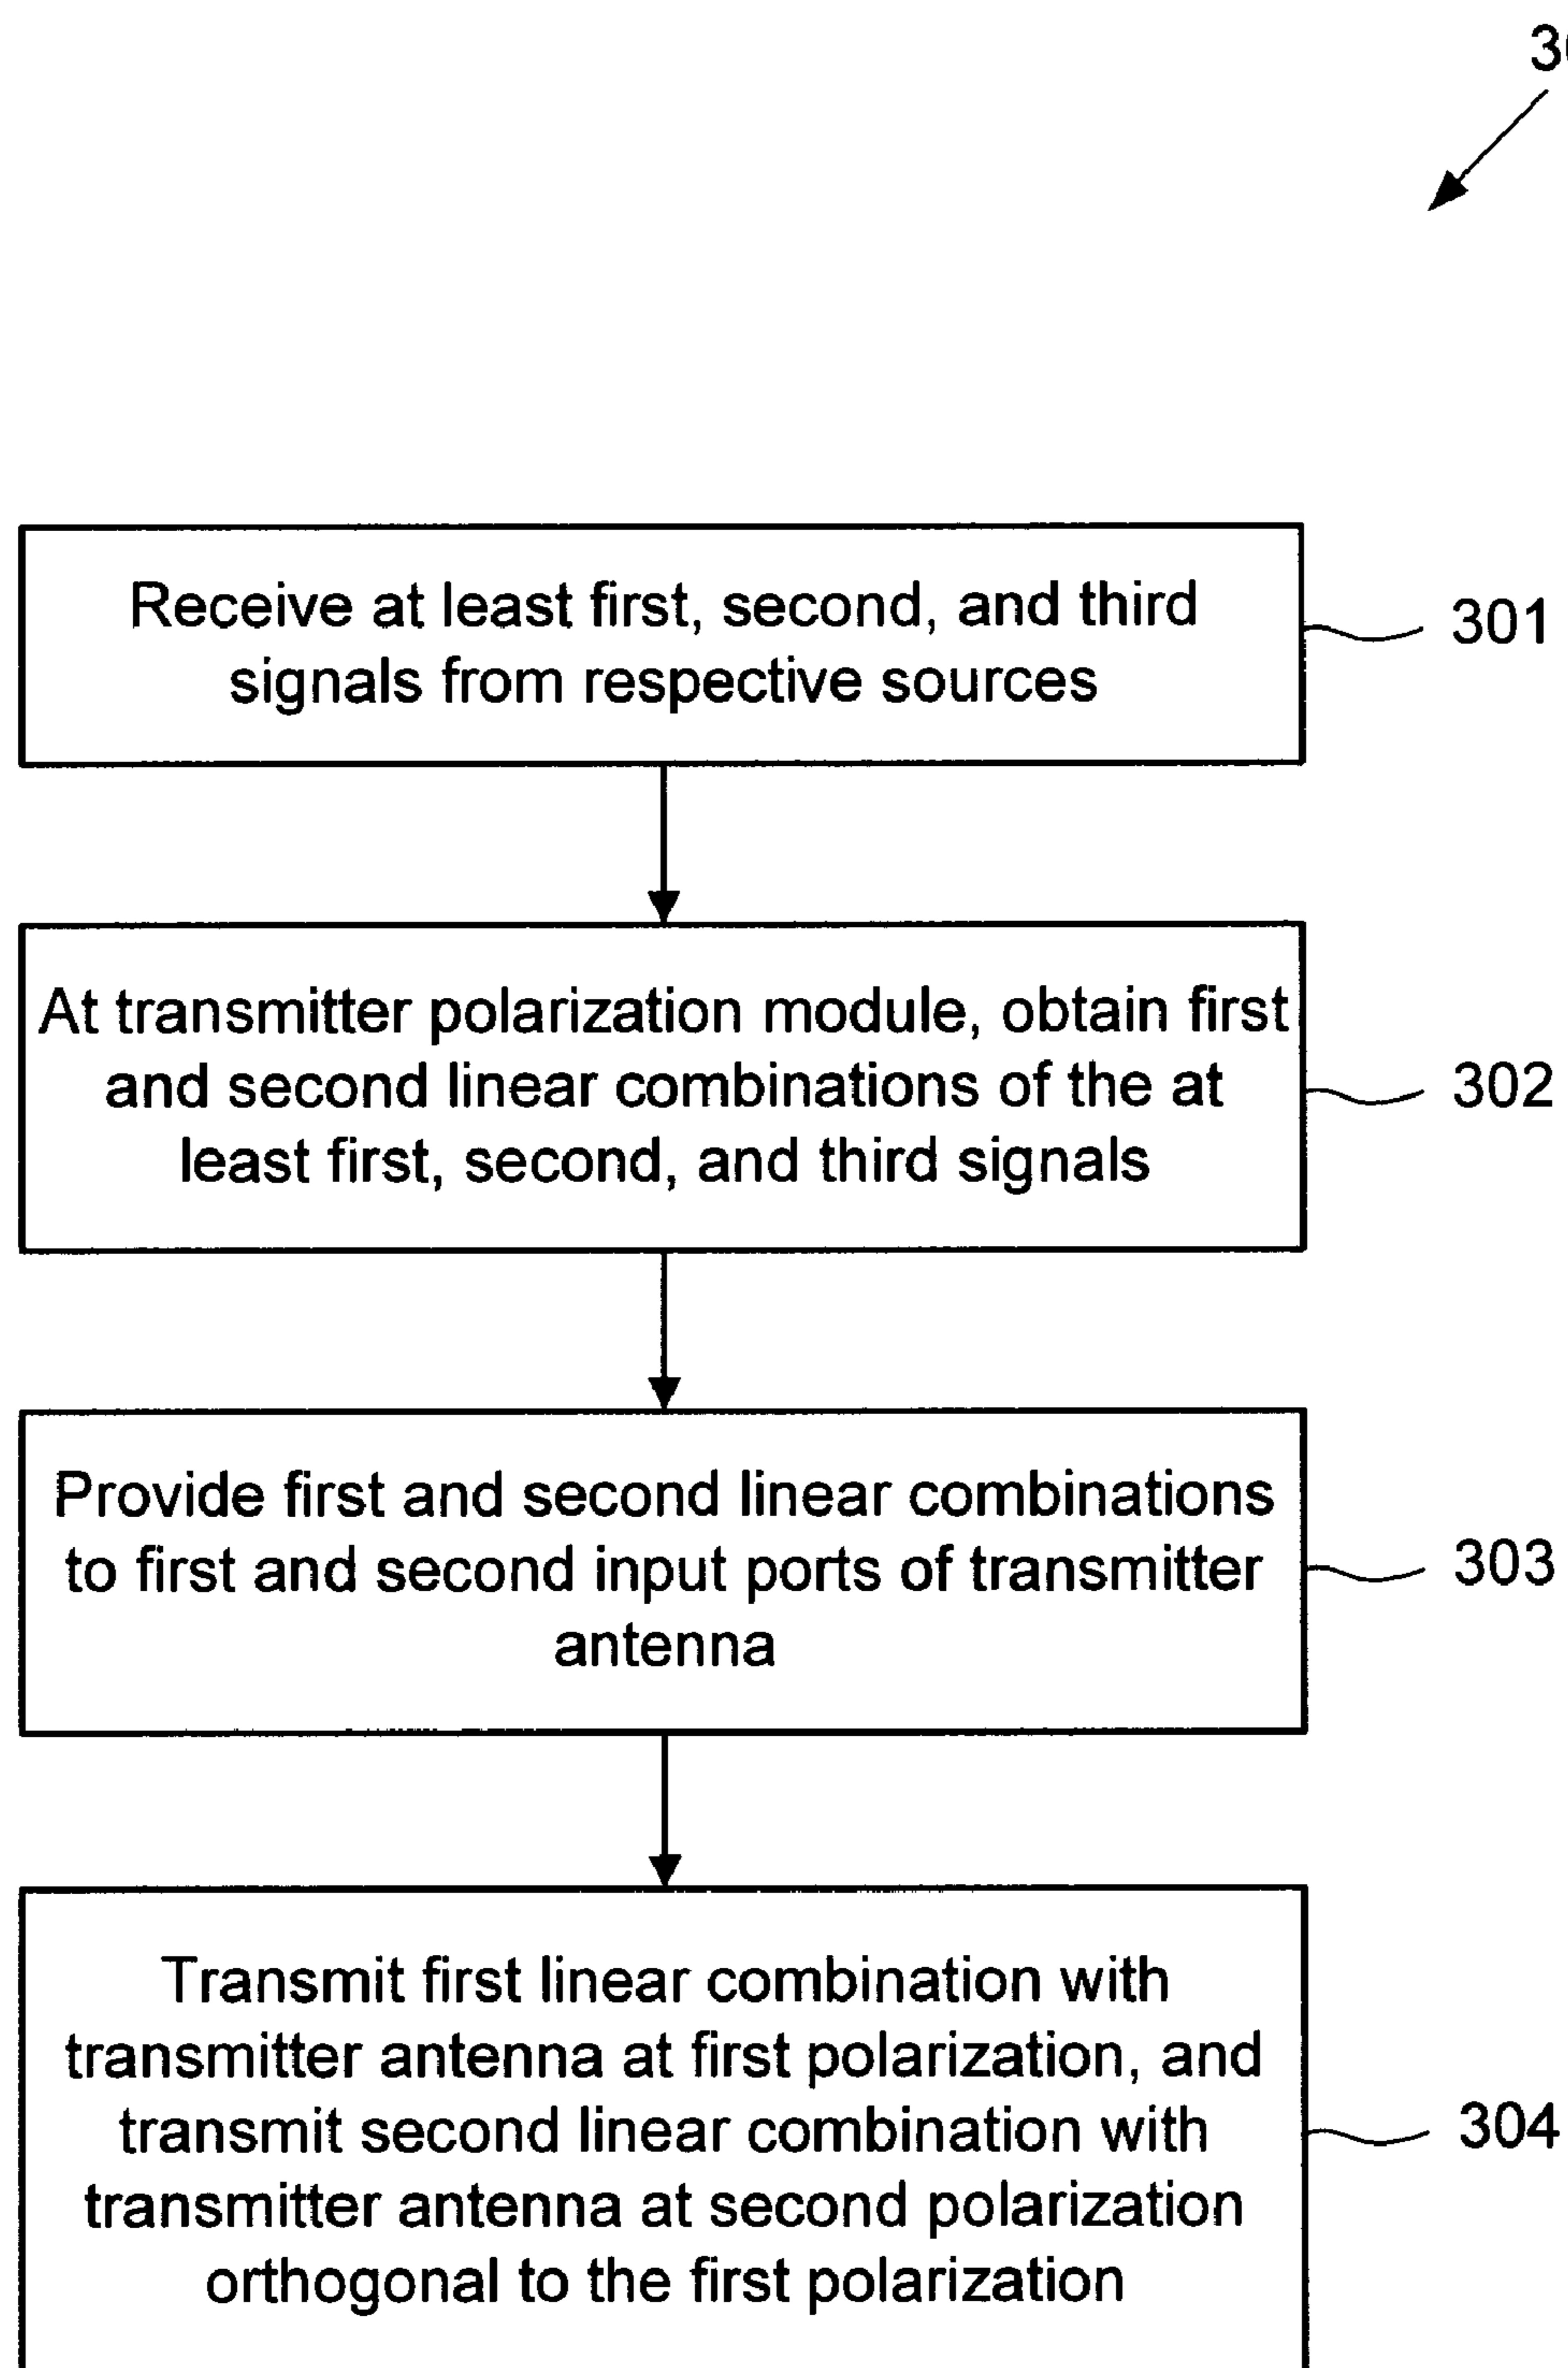 Receive at least first, second, and third
signals from respective sources
301
At transmitter polarization module, obtain first
and second linear combinations of the at
least first, second, and third signals
302
Provide first and second linear combinations
to first and second input ports of transmitter
antenna
303
Transmit first linear combination with
transmitter antenna at first polarization, and
transmit second linear combination with
transmitter antenna at second polarization
orthogonal to the first polarization
304